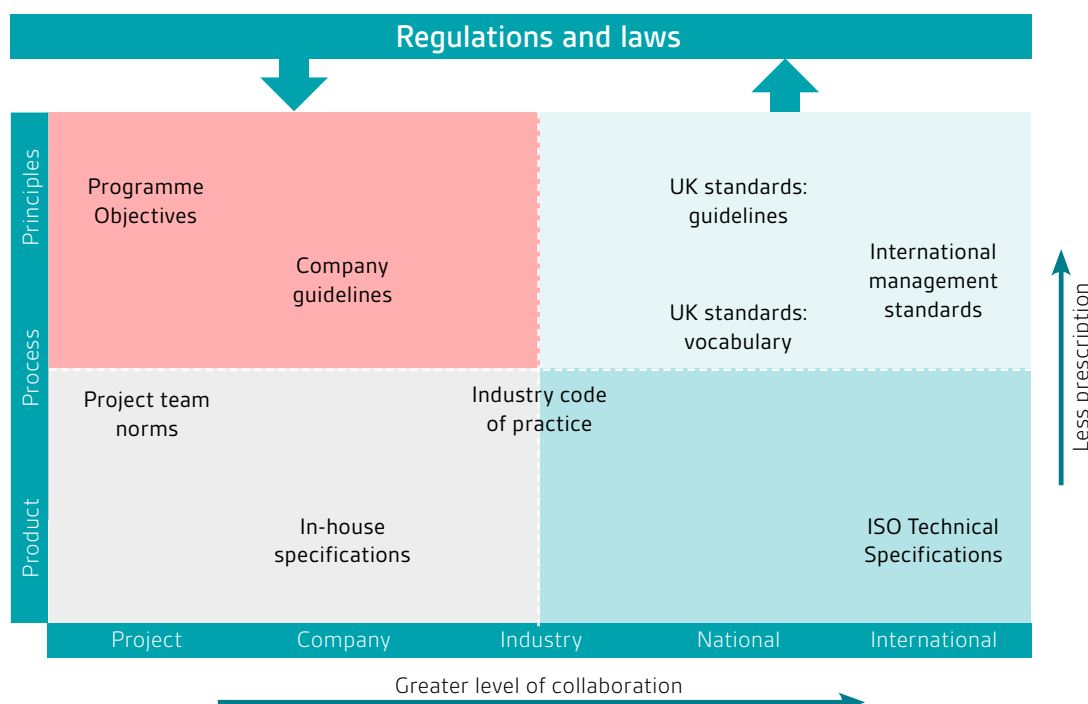 Regulations and laws
Principles
Process
Product
Programme
Objectives
Company
guidelines
UK standards:
guidelines
International
management
standards
UK standards:
vocabulary
Project team
norms
Industry code
of practice
In-house
specifications
ISO Technical
Specifications
Less prescription
Project
Company
Industry
National
International
Greater level of collaboration